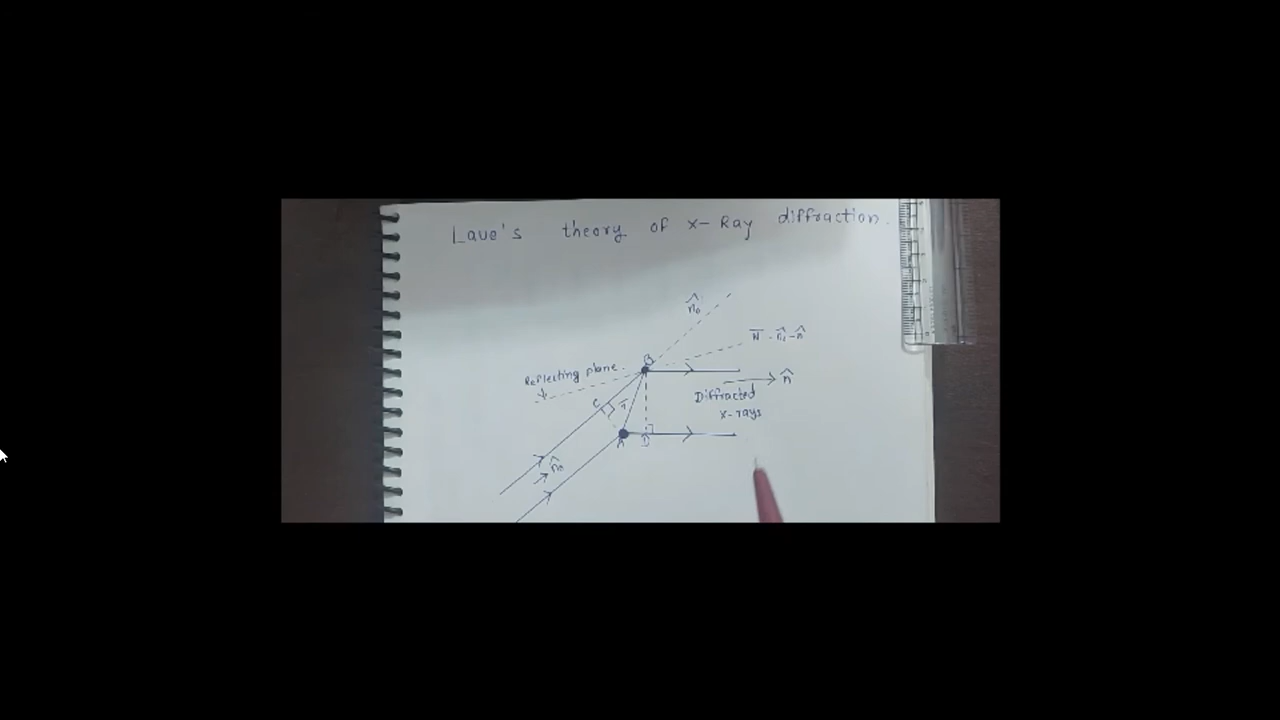 Laue's theory of x-Ray diffraction.
n̂₀
N̅ = n̂₀-n̂
B
Reflecting plane.
n̂
Diffracted
x-rays
C
r̅
A
D
n̂₀